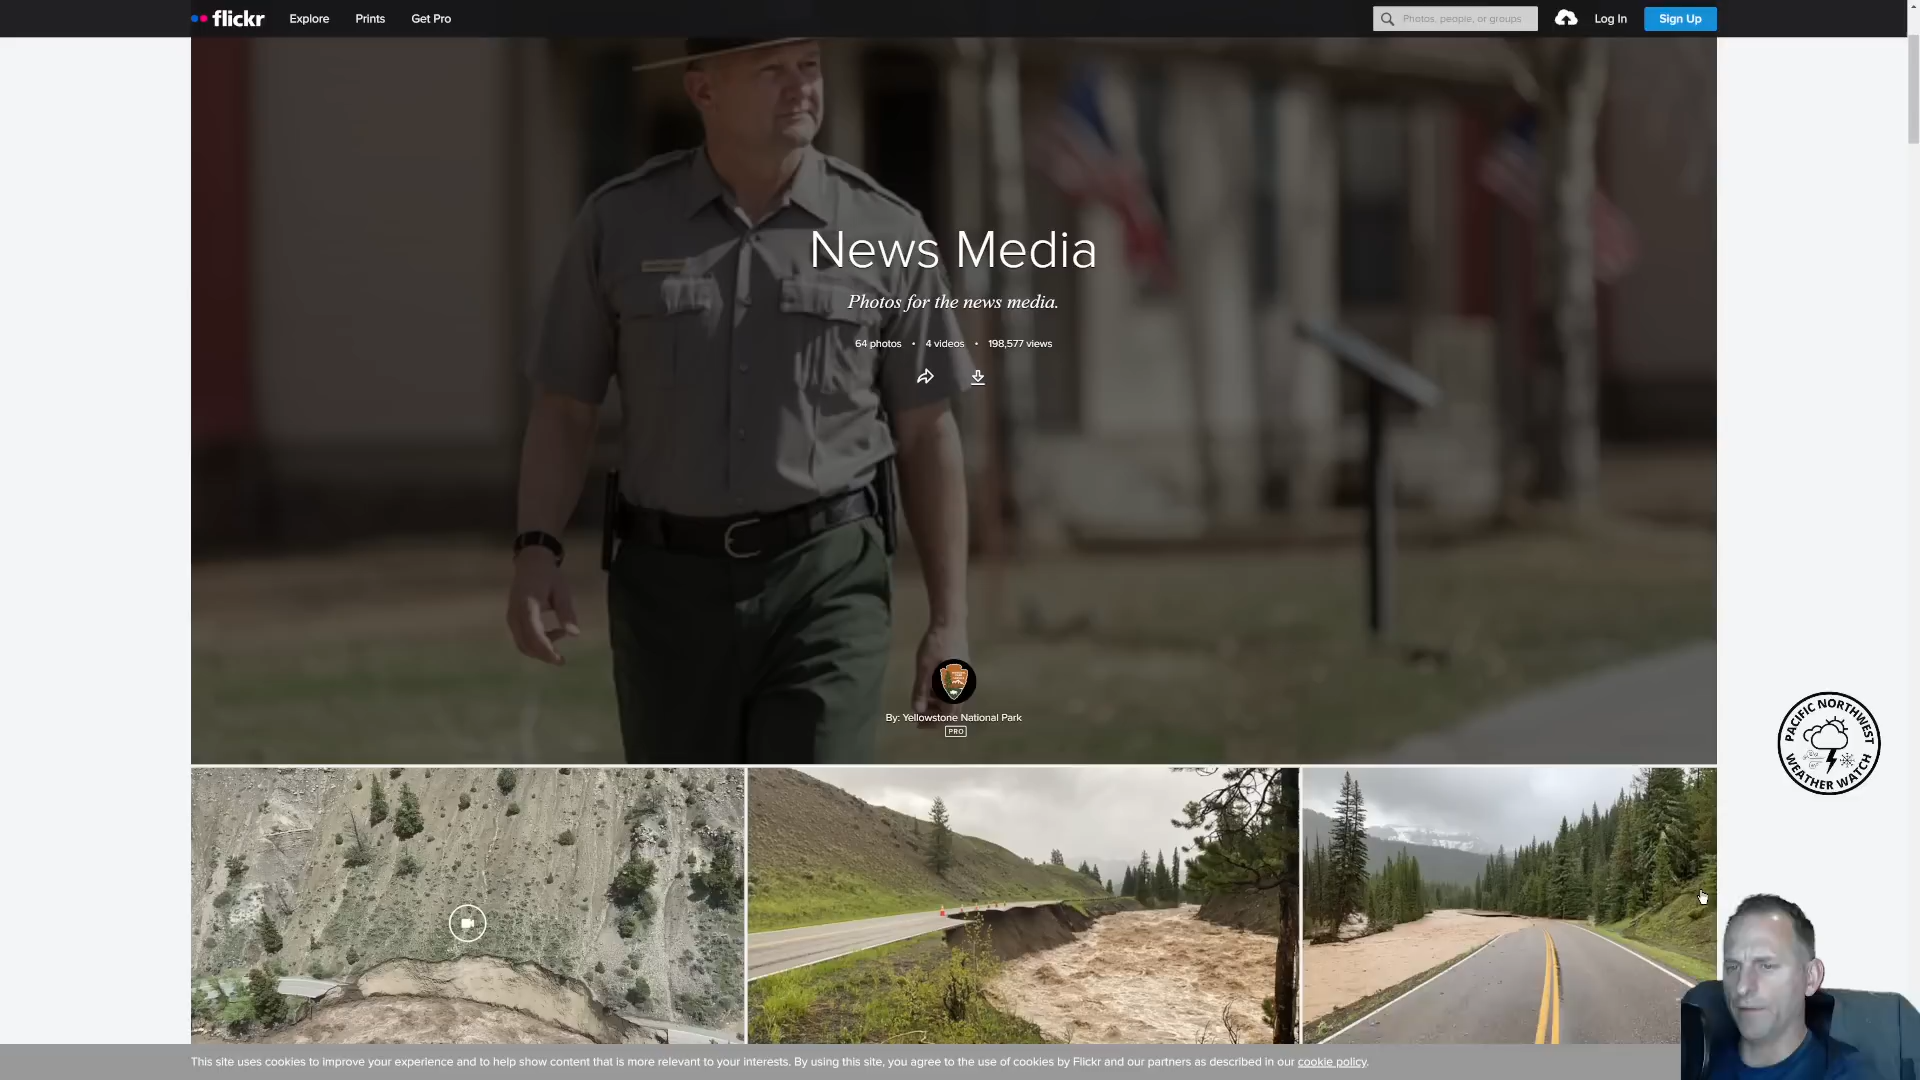 flickr
Explore
Prints
Get Pro
Photos, people, or groups
Log In
Sign Up
News Media
Photos for the news media.
64 photos • 4 videos • 198,577 views
By: Yellowstone National Park
PRO
PACIFIC NORTHWEST
WEATHER WATCH
This site uses cookies to improve your experience and to help show content that is more relevant to your interests. By using this site, you agree to the use of cookies by Flickr and our partners as described in our cookie policy.